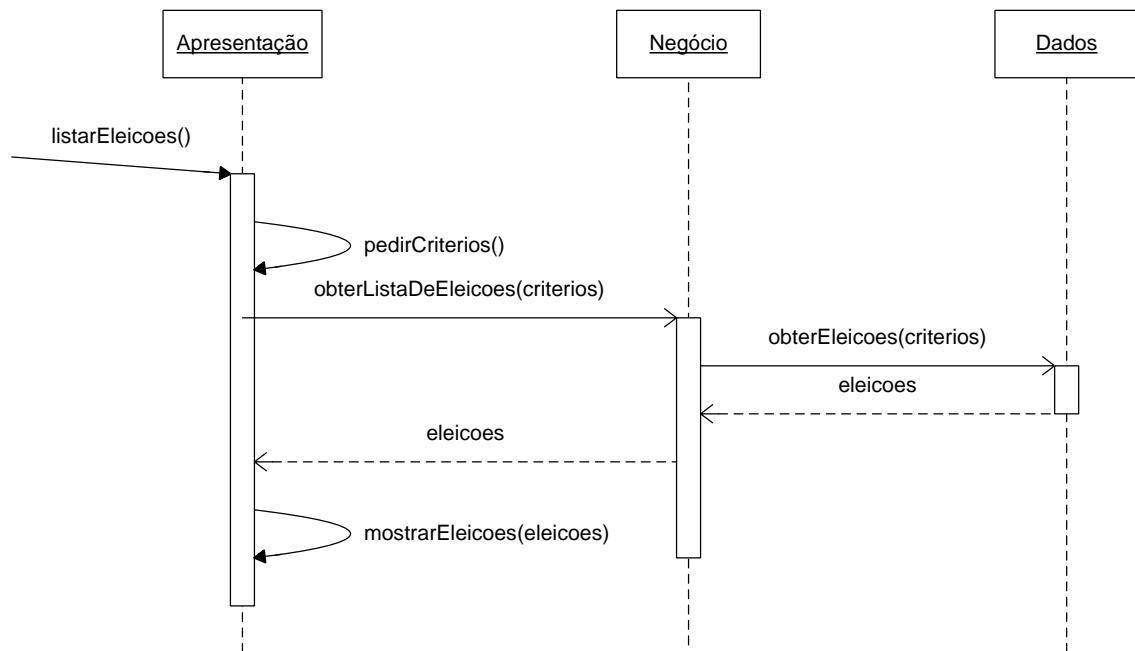 Apresentação
Negócio
Dados
listarEleicoes()
pedirCriterios()
obterListaDeEleicoes(criterios)
obterEleicoes(criterios)
eleicoes
eleicoes
mostrarEleicoes(eleicoes)